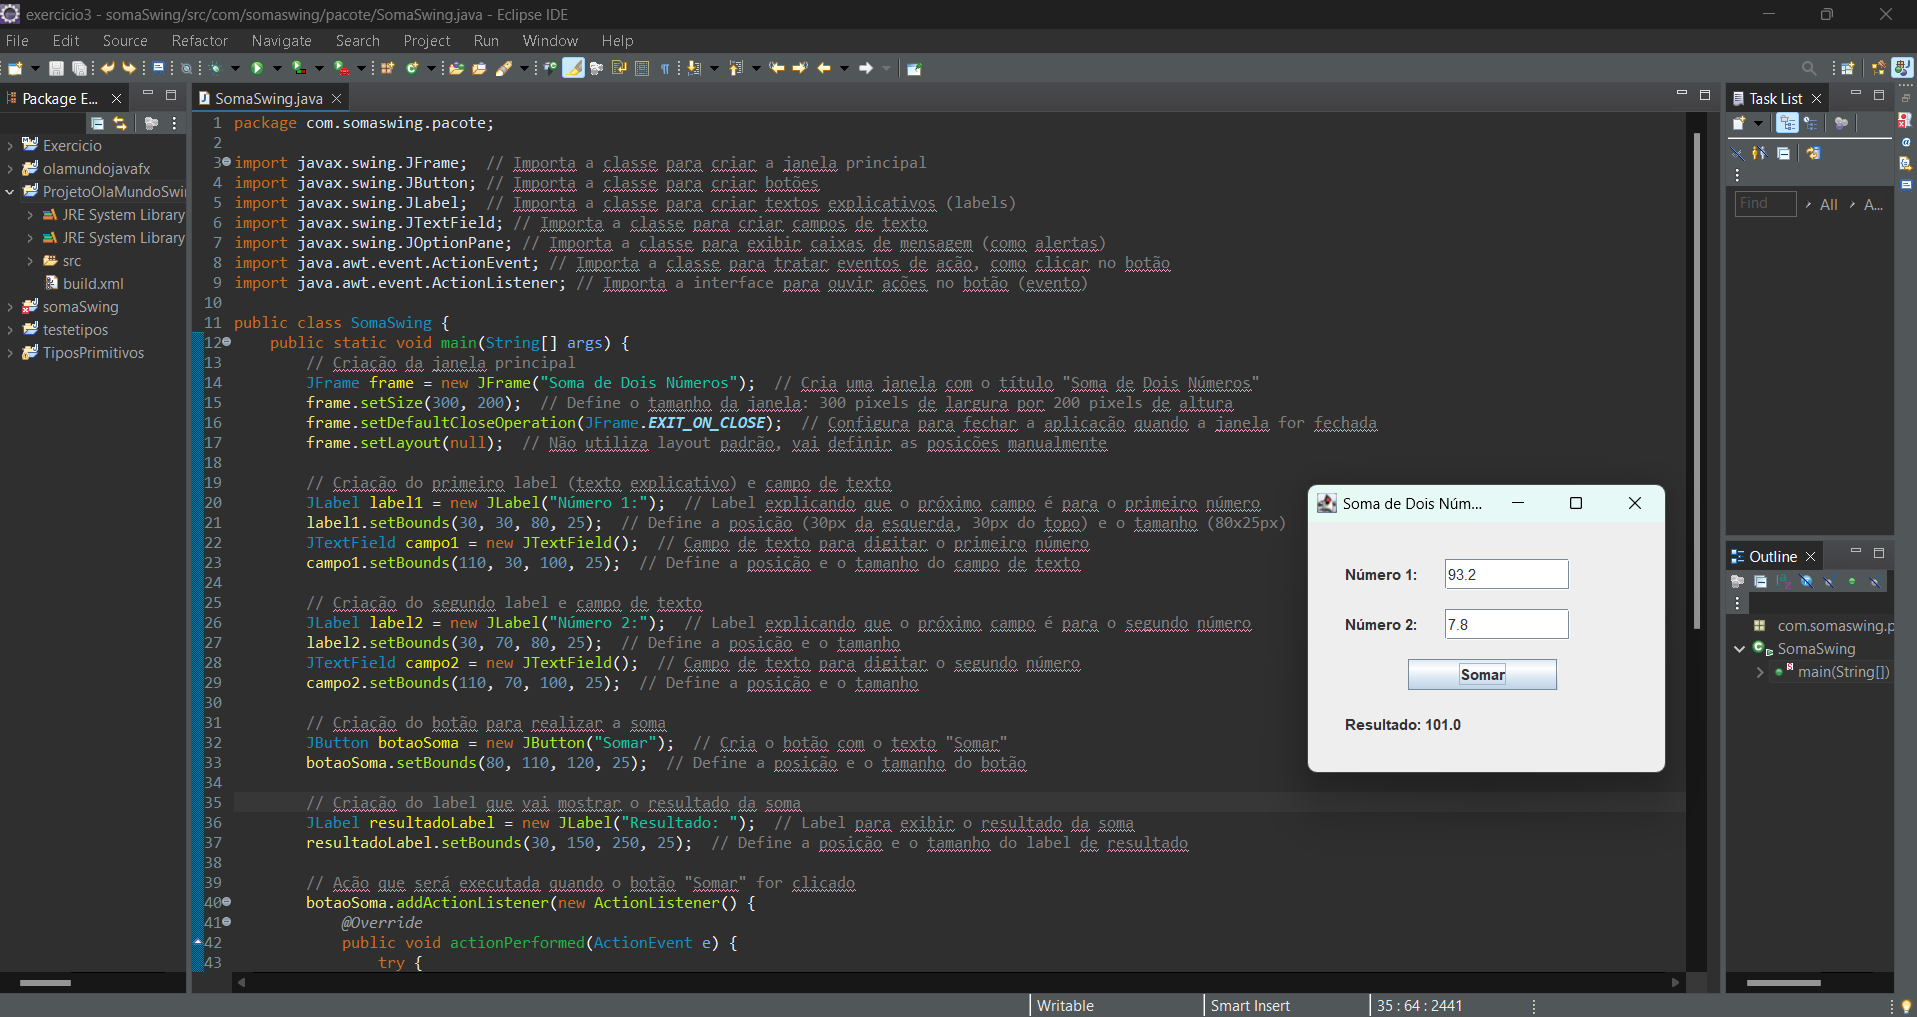 exercicio3 - somaSwing/src/com/somaswing/pacote/SomaSwing.java - Eclipse IDE
File Edit Source Refactor Navigate Search Project Run Window Help
Package E...
Exercicio
olamundojavafx
ProjetoOlaMundoSwi
JRE System Library
JRE System Library
src
build.xml
somaSwing
testetipos
TiposPrimitivos
SomaSwing.java
1 package com.somaswing.pacote;
2
3 import javax.swing.JFrame;  // Importa a classe para criar a janela principal
4 import javax.swing.JButton; // Importa a classe para criar botões
5 import javax.swing.JLabel;  // Importa a classe para criar textos explicativos (labels)
6 import javax.swing.JTextField; // Importa a classe para criar campos de texto
7 import javax.swing.JOptionPane; // Importa a classe para exibir caixas de mensagem (como alertas)
8 import java.awt.event.ActionEvent; // Importa a classe para tratar eventos de ação, como clicar no botão
9 import java.awt.event.ActionListener; // Importa a interface para ouvir ações no botão (evento)
10
11 public class SomaSwing {
12     public static void main(String[] args) {
13         // Criação da janela principal
14         JFrame frame = new JFrame("Soma de Dois Números");  // Cria uma janela com o título "Soma de Dois Números"
15         frame.setSize(300, 200);  // Define o tamanho da janela: 300 pixels de largura por 200 pixels de altura
16         frame.setDefaultCloseOperation(JFrame.EXIT_ON_CLOSE);  // Configura para fechar a aplicação quando a janela for fechada
17         frame.setLayout(null);  // Não utiliza layout padrão, vai definir as posições manualmente
18
19         // Criação do primeiro label (texto explicativo) e campo de texto
20         JLabel label1 = new JLabel("Número 1:");  // Label explicando que o próximo campo é para o primeiro número
21         label1.setBounds(30, 30, 80, 25);  // Define a posição (30px da esquerda, 30px do topo) e o tamanho (80x25px)
22         JTextField campo1 = new JTextField();  // Campo de texto para digitar o primeiro número
23         campo1.setBounds(110, 30, 100, 25);  // Define a posição e o tamanho do campo de texto
24
25         // Criação do segundo label e campo de texto
26         JLabel label2 = new JLabel("Número 2:");  // Label explicando que o próximo campo é para o segundo número
27         label2.setBounds(30, 70, 80, 25);  // Define a posição e o tamanho
28         JTextField campo2 = new JTextField();  // Campo de texto para digitar o segundo número
29         campo2.setBounds(110, 70, 100, 25);  // Define a posição e o tamanho
30
31         // Criação do botão para realizar a soma
32         JButton botaoSoma = new JButton("Somar");  // Cria o botão com o texto "Somar"
33         botaoSoma.setBounds(80, 110, 120, 25);  // Define a posição e o tamanho do botão
34
35         // Criação do label que vai mostrar o resultado da soma
36         JLabel resultadoLabel = new JLabel("Resultado: ");  // Label para exibir o resultado da soma
37         resultadoLabel.setBounds(30, 150, 250, 25);  // Define a posição e o tamanho do label de resultado
38
39         // Ação que será executada quando o botão "Somar" for clicado
40         botaoSoma.addActionListener(new ActionListener() {
41             @Override
42             public void actionPerformed(ActionEvent e) {
43                 try {
Soma de Dois Núm...
Número 1: 93.2
Número 2: 7.8
Somar
Resultado: 101.0
Task List
Find All A...
Outline
com.somaswing.p
SomaSwing
main(String[])
Writable Smart Insert 35 : 64 : 2441